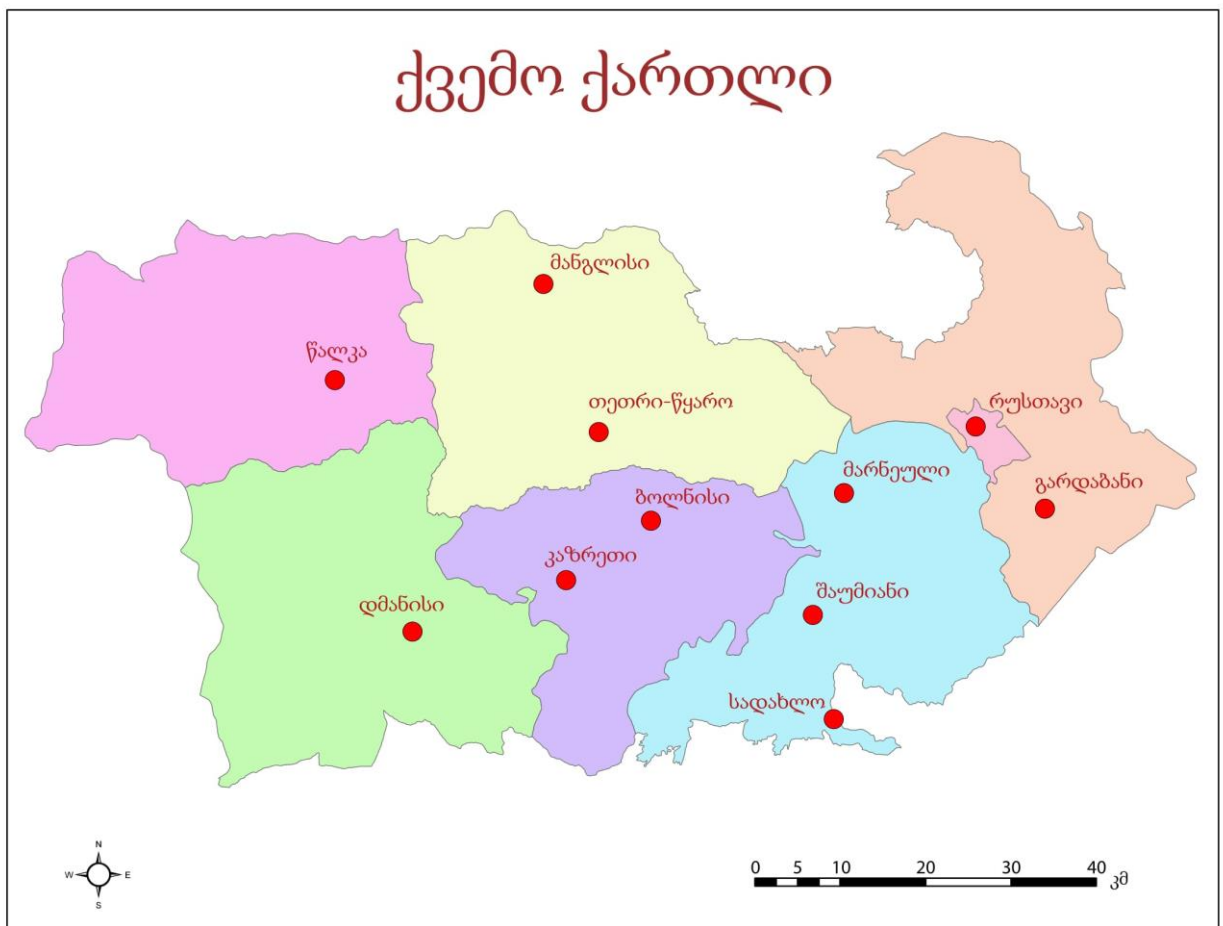 ქვემო ქართლი
მანგლისი
წალკა
თეთრი-წყარო
რუსთავი
მარნეული
გარდაბანი
ბოლნისი
კაზრეთი
შაუმიანი
დმანისი
სადახლო
N
W E
S
0 5 10 20 30 40
კმ